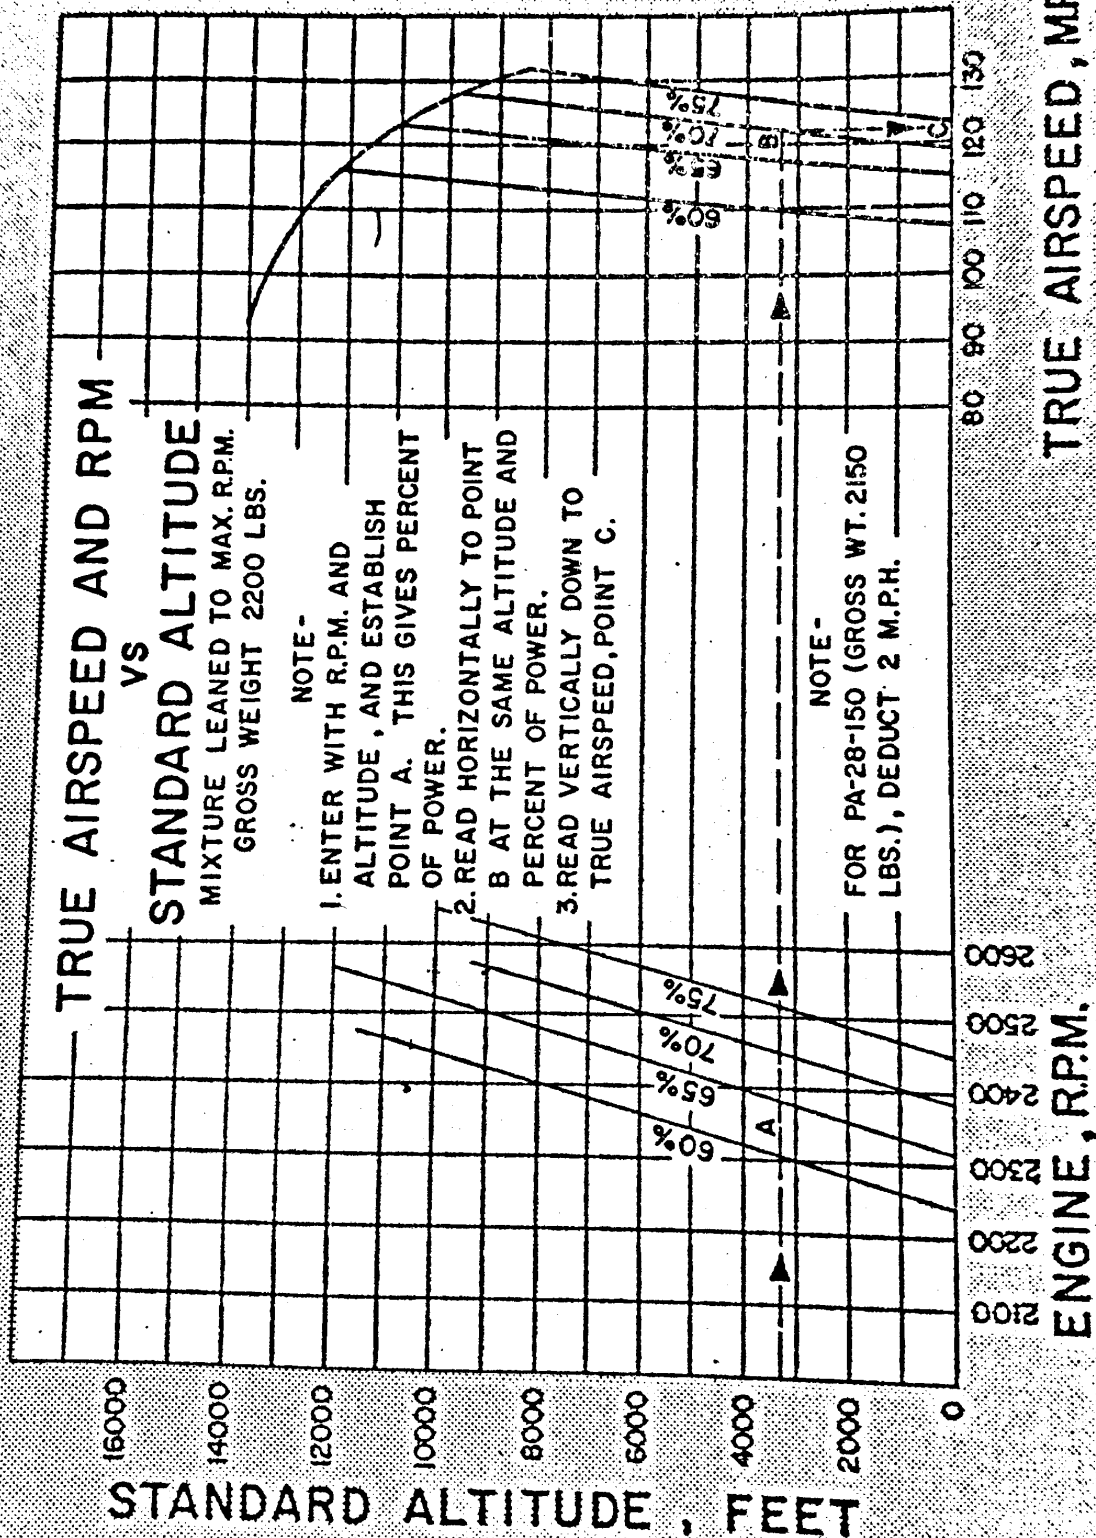 TRUE AIRSPEED AND RPM
VS
STANDARD ALTITUDE
MIXTURE LEANED TO MAX. R.P.M.
GROSS WEIGHT 2200 LBS.
NOTE-
1. ENTER WITH R.P.M. AND
ALTITUDE, AND ESTABLISH
POINT A. THIS GIVES PERCENT
OF POWER.
2. READ HORIZONTALLY TO POINT
B AT THE SAME ALTITUDE AND
PERCENT OF POWER.
3. READ VERTICALLY DOWN TO
TRUE AIRSPEED, POINT C.
NOTE-
FOR PA-28-150 (GROSS WT. 2150
LBS.), DEDUCT 2 M.P.H.
STANDARD ALTITUDE, FEET
16000
14000
12000
10000
8000
6000
4000
2000
0
60%
65%
70%
75%
A
60%
65%
70%
75%
B
C
2100
2200
2300
2400
2500
2600
ENGINE, R.P.M.
80
90
100
110
120
130
TRUE AIRSPEED,